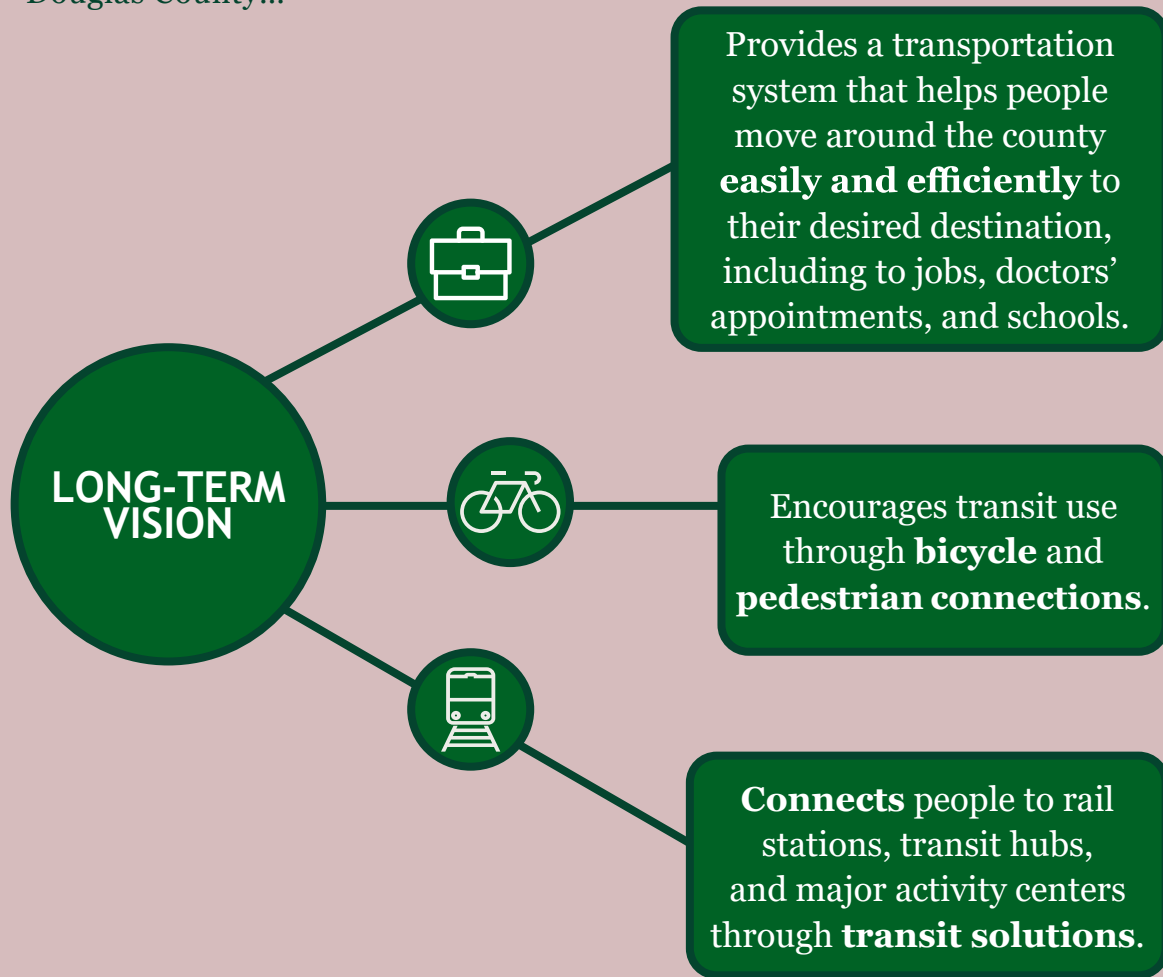 Douglas County...
Provides a transportation
system that helps people
move around the county
easily and efficiently to
their desired destination,
including to jobs, doctors’
appointments, and schools.
LONG-TERM
VISION
Encourages transit use
through bicycle and
pedestrian connections.
Connects people to rail
stations, transit hubs,
and major activity centers
through transit solutions.